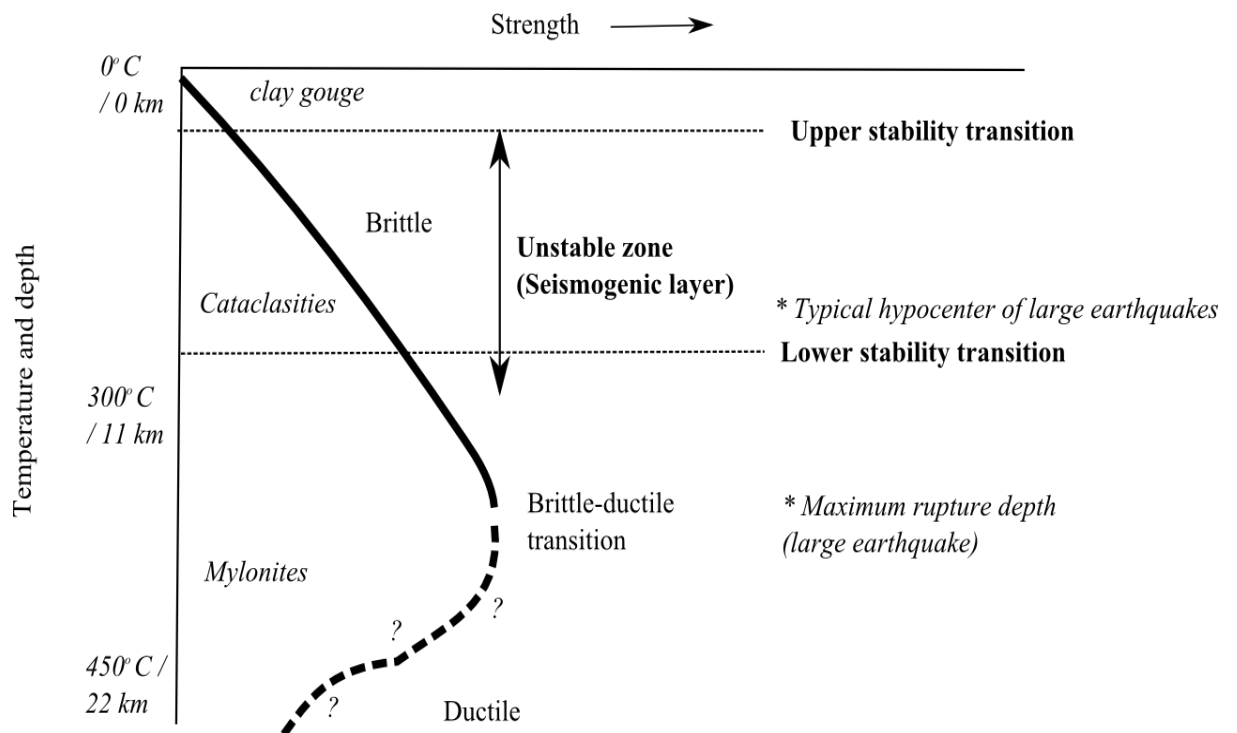 Strength
0° C
/ 0 km
clay gouge
Upper stability transition
Brittle
Unstable zone
(Seismogenic layer)
Cataclasities
* Typical hypocenter of large earthquakes
Lower stability transition
Temperature and depth
300° C
/ 11 km
Brittle-ductile
transition
* Maximum rupture depth
(large earthquake)
Mylonites
?
?
450° C /
22 km
?
Ductile